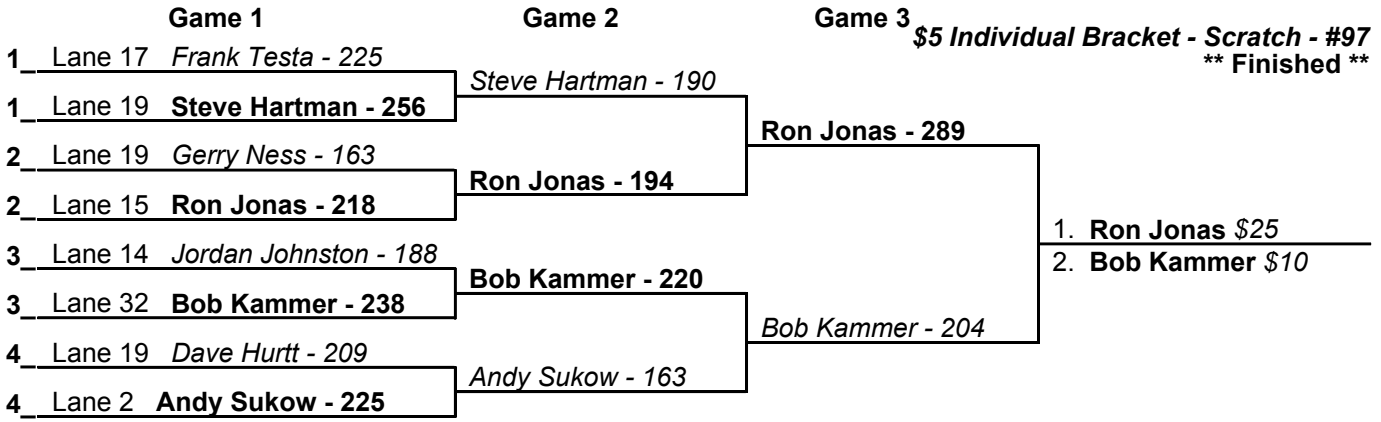 Game 1 Game 2 Game 3
$5 Individual Bracket - Scratch - #97
** Finished **
1_ Lane 17 Frank Testa - 225
Steve Hartman - 190
1_ Lane 19 Steve Hartman - 256
Ron Jonas - 289
2_ Lane 19 Gerry Ness - 163
Ron Jonas - 194
2_ Lane 15 Ron Jonas - 218
1. Ron Jonas $25
3_ Lane 14 Jordan Johnston - 188
2. Bob Kammer $10
Bob Kammer - 220
3_ Lane 32 Bob Kammer - 238
Bob Kammer - 204
4_ Lane 19 Dave Hurtt - 209
Andy Sukow - 163
4_ Lane 2 Andy Sukow - 225